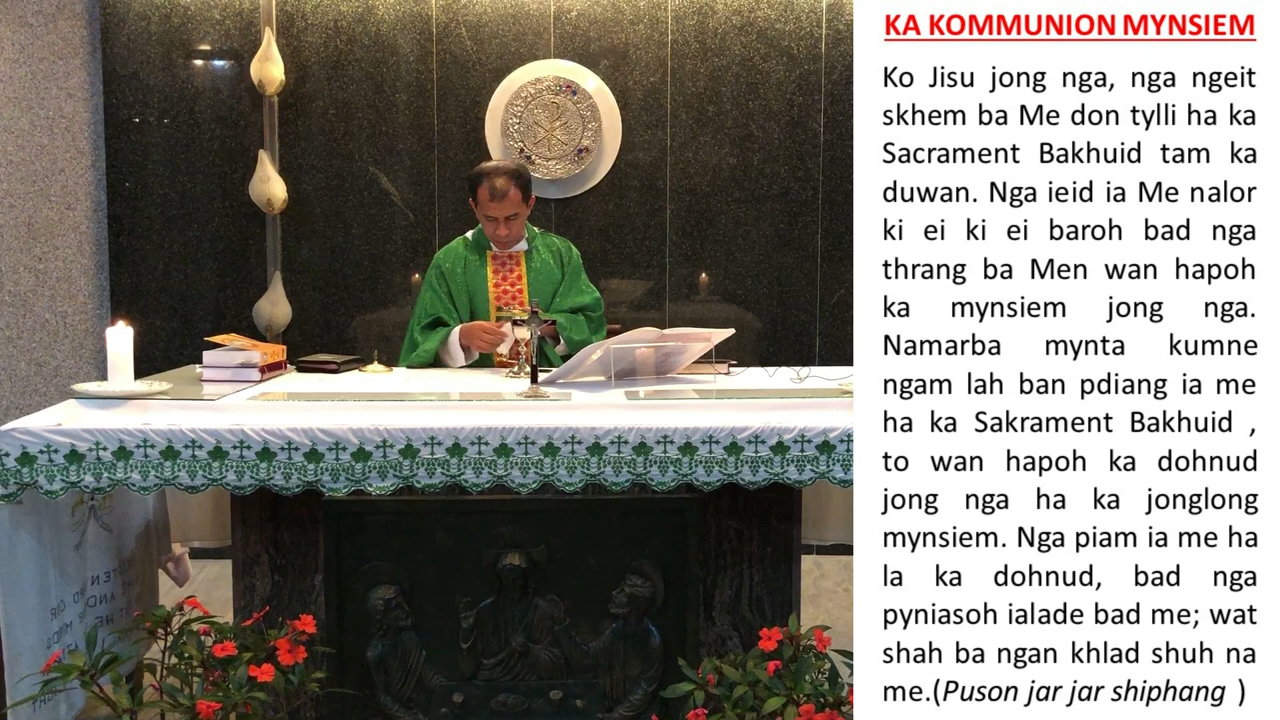 KA KOMMUNION MYNSIEM
Ko Jisu jong nga, nga ngeit
skhem ba Me don tylli ha ka
Sacrament Bakhuid tam ka
duwan. Nga ieid ia Me nalor
ki ei ki ei baroh bad nga
thrang ba Men wan hapoh
ka mynsiem jong nga.
Namarba mynta kumne
ngam lah ban pdiang ia me
ha ka Sakrament Bakhuid ,
to wan hapoh ka dohnud
jong nga ha ka jonglong
mynsiem. Nga piam ia me ha
la ka dohnud, bad nga
pyniasoh ialade bad me; wat
shah ba ngan khlad shuh na
me.(Puson jar jar shiphang )